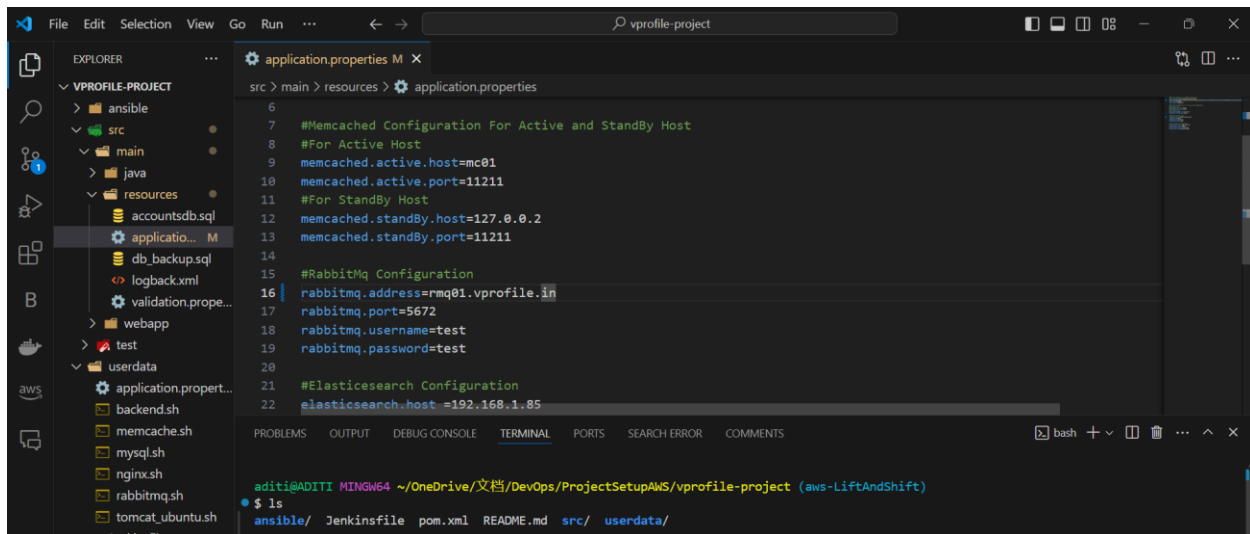 File Edit Selection View Go Run ··· ← → vprofile-project
EXPLORER ···
VPROFILE-PROJECT
ansible
src
main
java
resources
accountsdb.sql
applicatio... M
db_backup.sql
logback.xml
validation.prope...
webapp
test
userdata
application.propert...
backend.sh
memcache.sh
mysql.sh
nginx.sh
rabbitmq.sh
tomcat_ubuntu.sh
1
B
aws
application.properties M ×
src > main > resources > application.properties
6
7 #Memcached Configuration For Active and StandBy Host
8 #For Active Host
9 memcached.active.host=mc01
10 memcached.active.port=11211
11 #For StandBy Host
12 memcached.standBy.host=127.0.0.2
13 memcached.standBy.port=11211
14
15 #RabbitMq Configuration
16 rabbitmq.address=rmq01.vprofile.in
17 rabbitmq.port=5672
18 rabbitmq.username=test
19 rabbitmq.password=test
20
21 #Elasticesearch Configuration
22 elasticsearch.host =192.168.1.85
PROBLEMS OUTPUT DEBUG CONSOLE TERMINAL PORTS SEARCH ERROR COMMENTS bash
aditi@ADITI MINGW64 ~/OneDrive/文档/DevOps/ProjectSetupAWS/vprofile-project (aws-LiftAndShift)
$ ls
ansible/ Jenkinsfile pom.xml README.md src/ userdata/